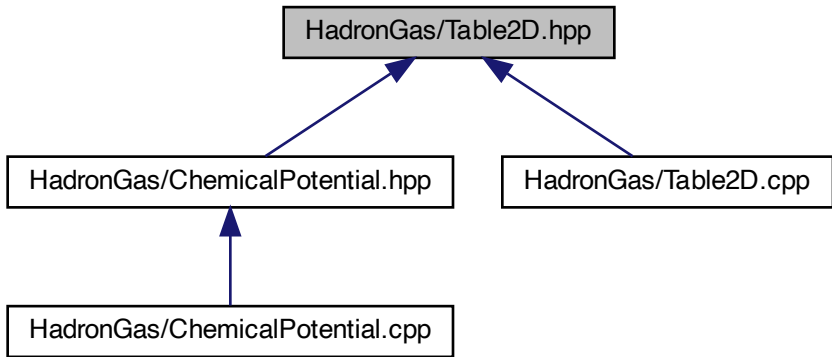 HadronGas/Table2D.hpp
HadronGas/ChemicalPotential.hpp
HadronGas/Table2D.cpp
HadronGas/ChemicalPotential.cpp